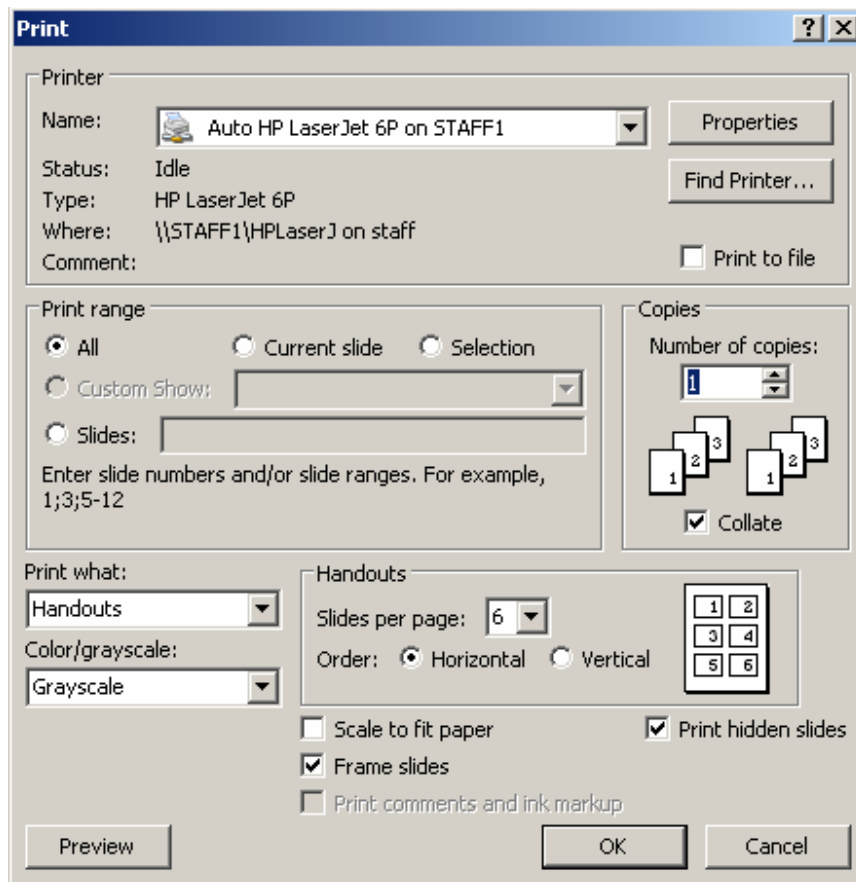 Print
Printer
Name: Auto HP LaserJet 6P on STAFF1 Properties
Status: Idle
Find Printer...
Type: HP LaserJet 6P
Where: \\STAFF1\HPLaserJ on staff
Comment: Print to file
Print range
All Current slide Selection
Custom Show:
Slides:
Enter slide numbers and/or slide ranges. For example,
1;3;5-12
Copies
Number of copies:
1
1 2 3 1 2 3
Collate
Print what:
Handouts
Color/grayscale:
Grayscale
Handouts
Slides per page: 6
Order: Horizontal Vertical
1 2
3 4
5 6
Scale to fit paper Print hidden slides
Frame slides
Print comments and ink markup
Preview OK Cancel